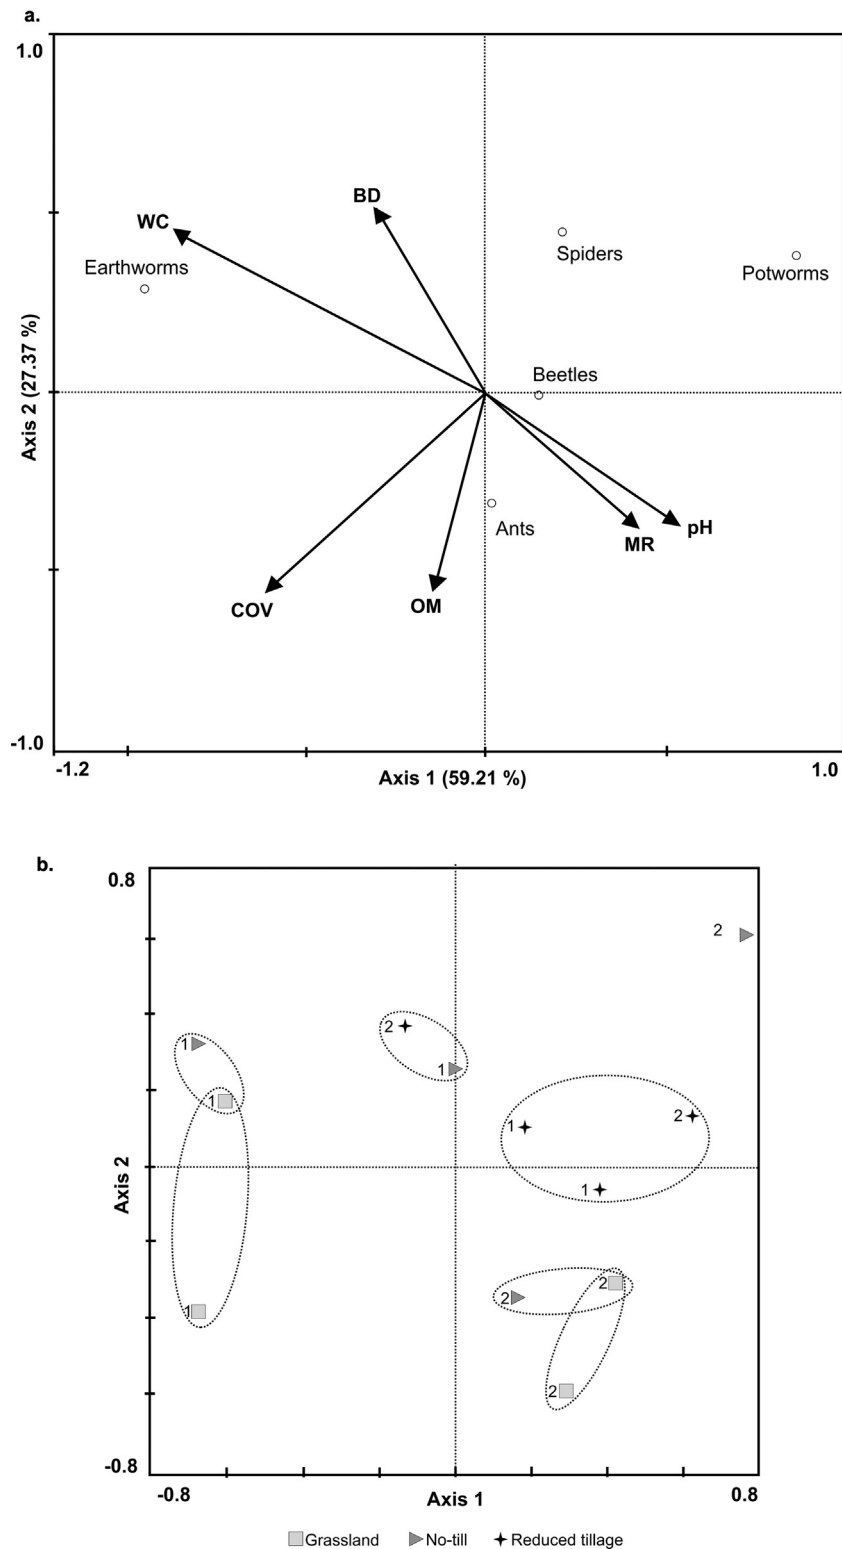 a.
1.0
BD
WC
Spiders
Earthworms
Potworms
Beetles
Axis 2 (27.37 %)
Ants
pH
MR
OM
COV
-1.0
-1.2
Axis 1 (59.21 %)
1.0
b.
0.8
2
2
1
1
1
1
2
1
Axis 2
2
2
1
2
-0.8
-0.8
Axis 1
0.8
Grassland No-till Reduced tillage